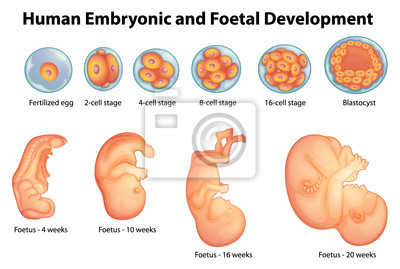 Human Embryonic and Foetal Development
Fertilized egg
2-cell stage
4-cell stage
8-cell stage
16-cell stage
Blastocyst
Foetus - 4 weeks
Foetus - 10 weeks
Foetus - 16 weeks
Foetus - 20 weeks